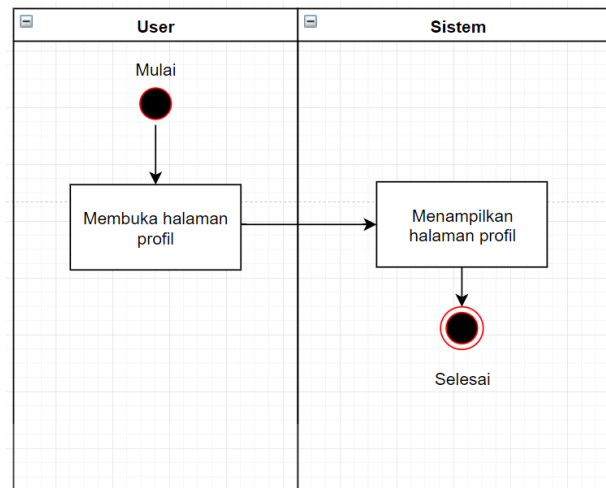 User
Sistem
Mulai
Membuka halaman
profil
Menampilkan
halaman profil
Selesai